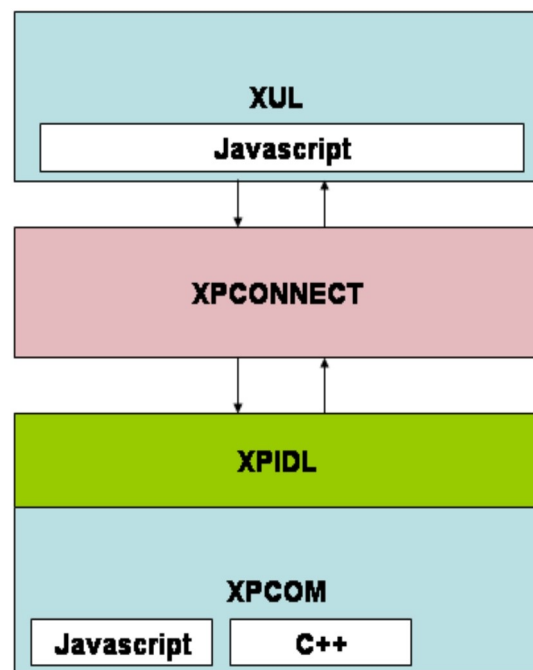 XUL
Javascript
XPCONNECT
XPIDL
XPCOM
Javascript
C++